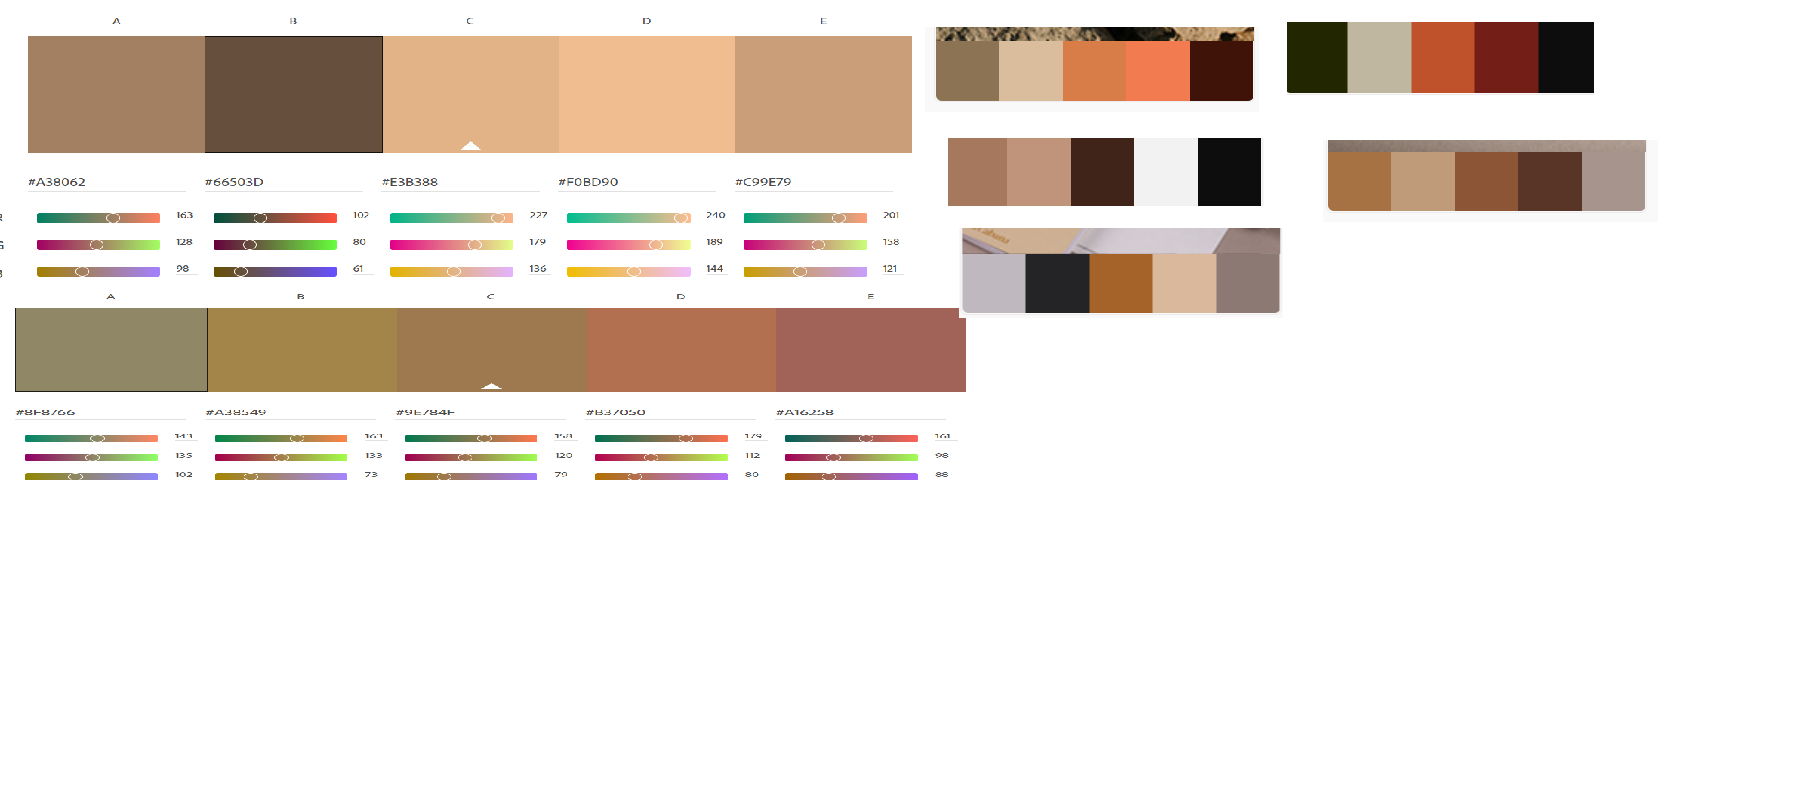 A B C D E
#A38062 #66503D #E3B388 #F0BD90 #C99E79
163 102 227 240 201
G 128 80 179 189 158
98 61 136 144 121
A B C D E
#8F8766 #A38549 #9E784F #B37050 #A16258
143 163 158 179 161
135 133 120 112 98
102 73 79 80 88